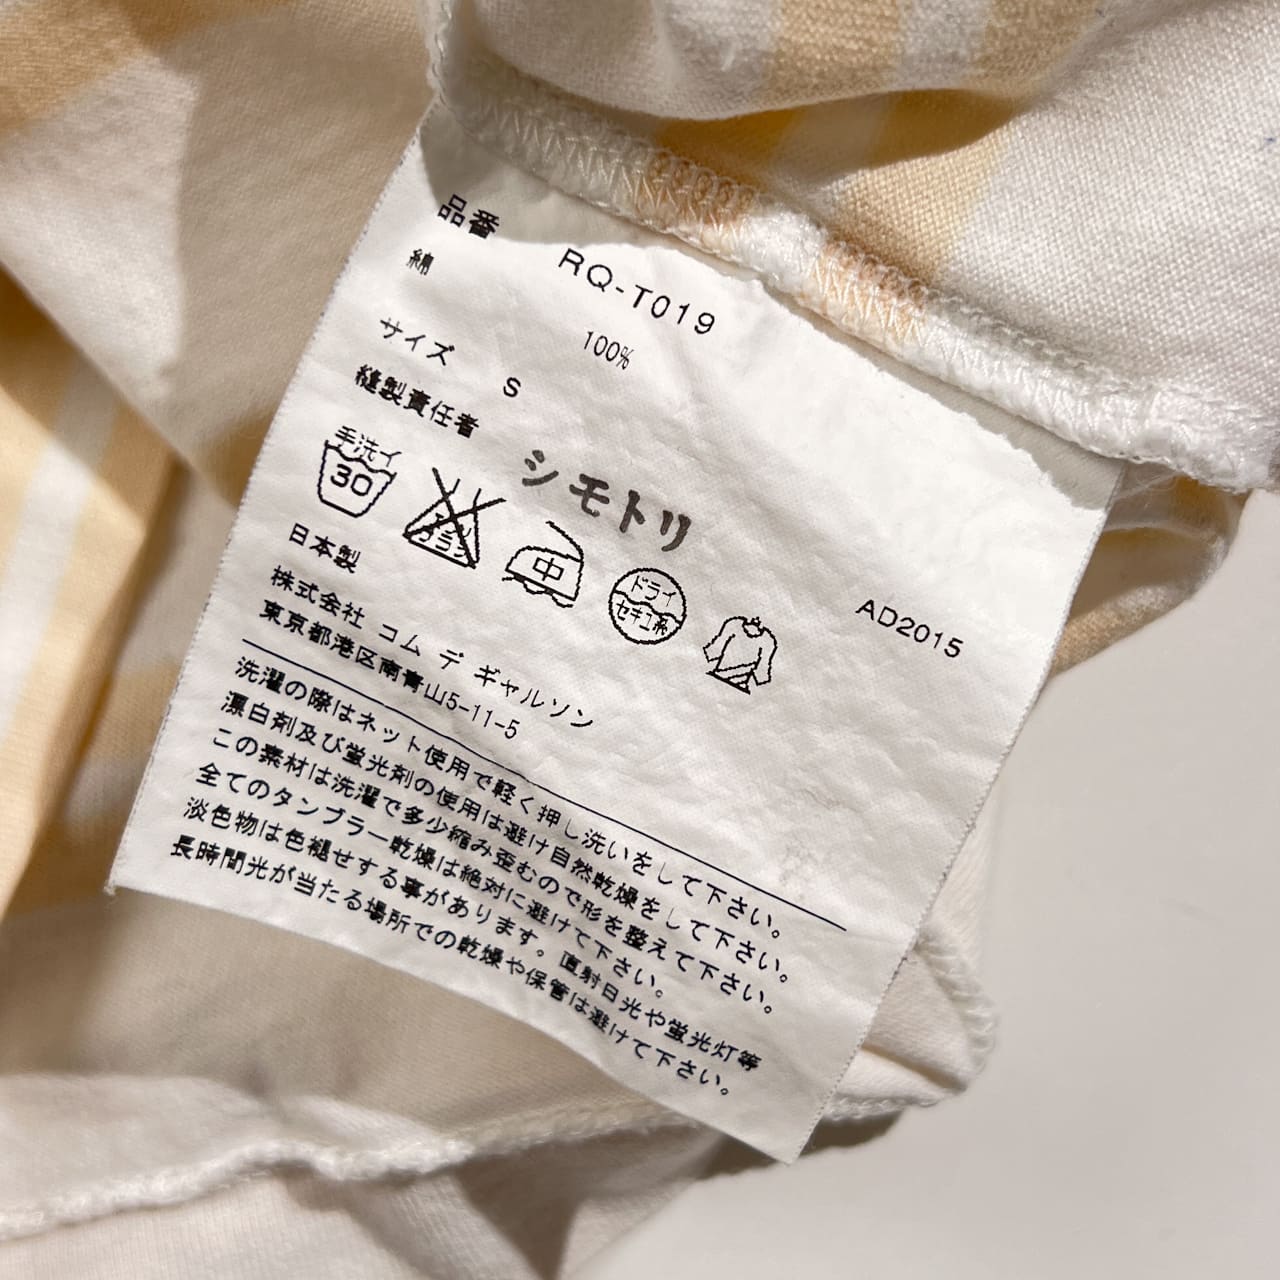 品番 RQ-T019
綿 100%
サイズ S
縫製責任者 シモトリ
手洗イ
30
エンソ
サラシ
中
ドライ
セキユ系
AD2015
日本製
株式会社 コム デ ギャルソン
東京都港区南青山5-11-5
洗濯の際はネット使用で軽く押し洗いをして下さい。
漂白剤及び蛍光剤の使用は避け自然乾燥をして下さい。
この素材は洗濯で多少縮み歪むので形を整えて下さい。
全てのタンブラー乾燥は絶対に避けて下さい。
淡色物は色褪せする事があります。直射日光や蛍光灯等
長時間光が当たる場所での乾燥や保管は避けて下さい。